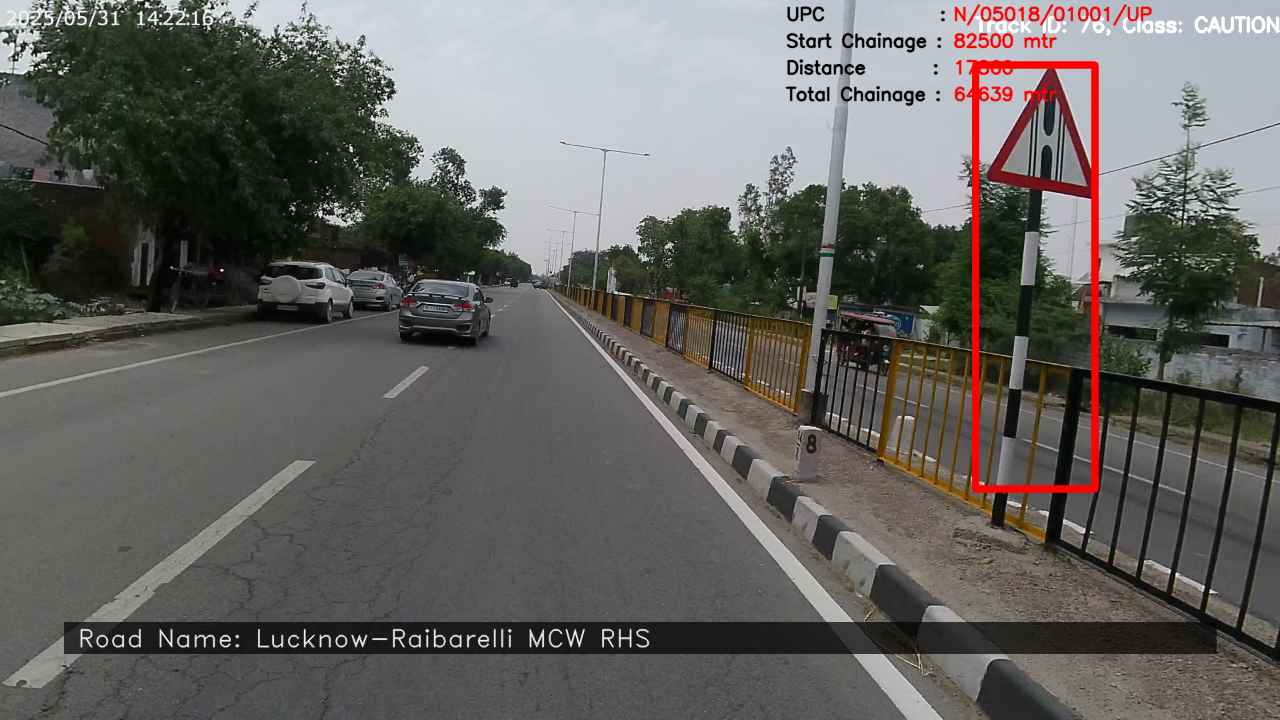 2025/05/31 14:22:16
UPC : N/05018/01001/UP
Track ID: 76, Class: CAUTION
Start Chainage : 82500 mtr
Distance :
Total Chainage : 64639 mtr
8
Road Name: Lucknow-Raibarelli MCW RHS